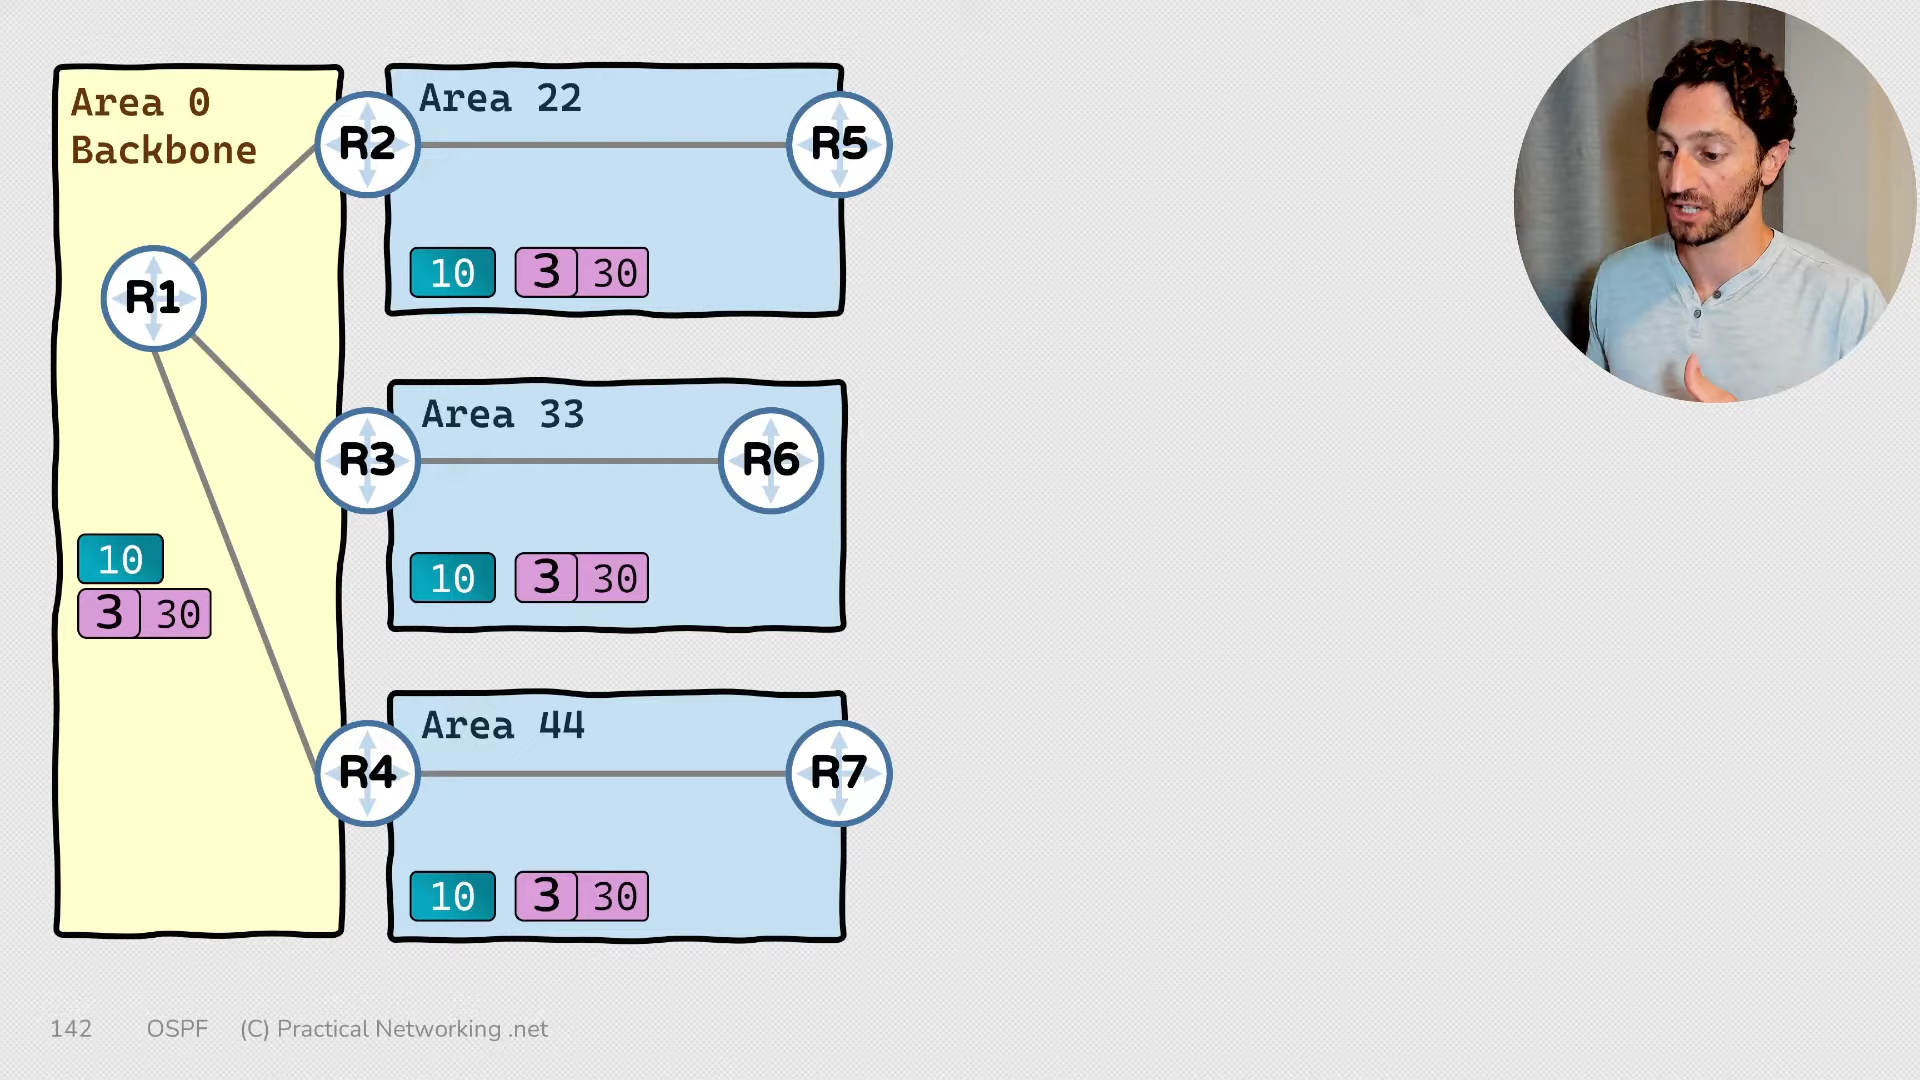 Area 0
Backbone
R1
10
3 30
R2
Area 22
R5
10 3 30
R3
Area 33
R6
10 3 30
R4
Area 44
R7
10 3 30
142 OSPF (C) Practical Networking .net